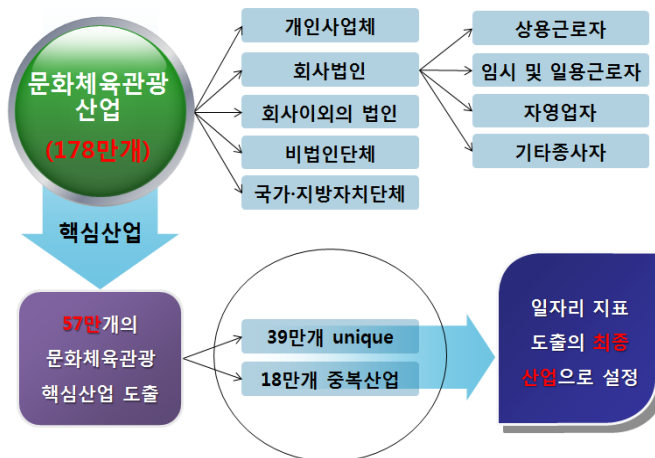 문화체육관광
산업
(178만개)
개인사업체
회사법인
회사이외의 법인
비법인단체
국가·지방자치단체
상용근로자
임시 및 일용근로자
자영업자
기타종사자
핵심산업
57만개의
문화체육관광
핵심산업 도출
39만개 unique
18만개 중복산업
일자리 지표
도출의 최종
산업으로 설정